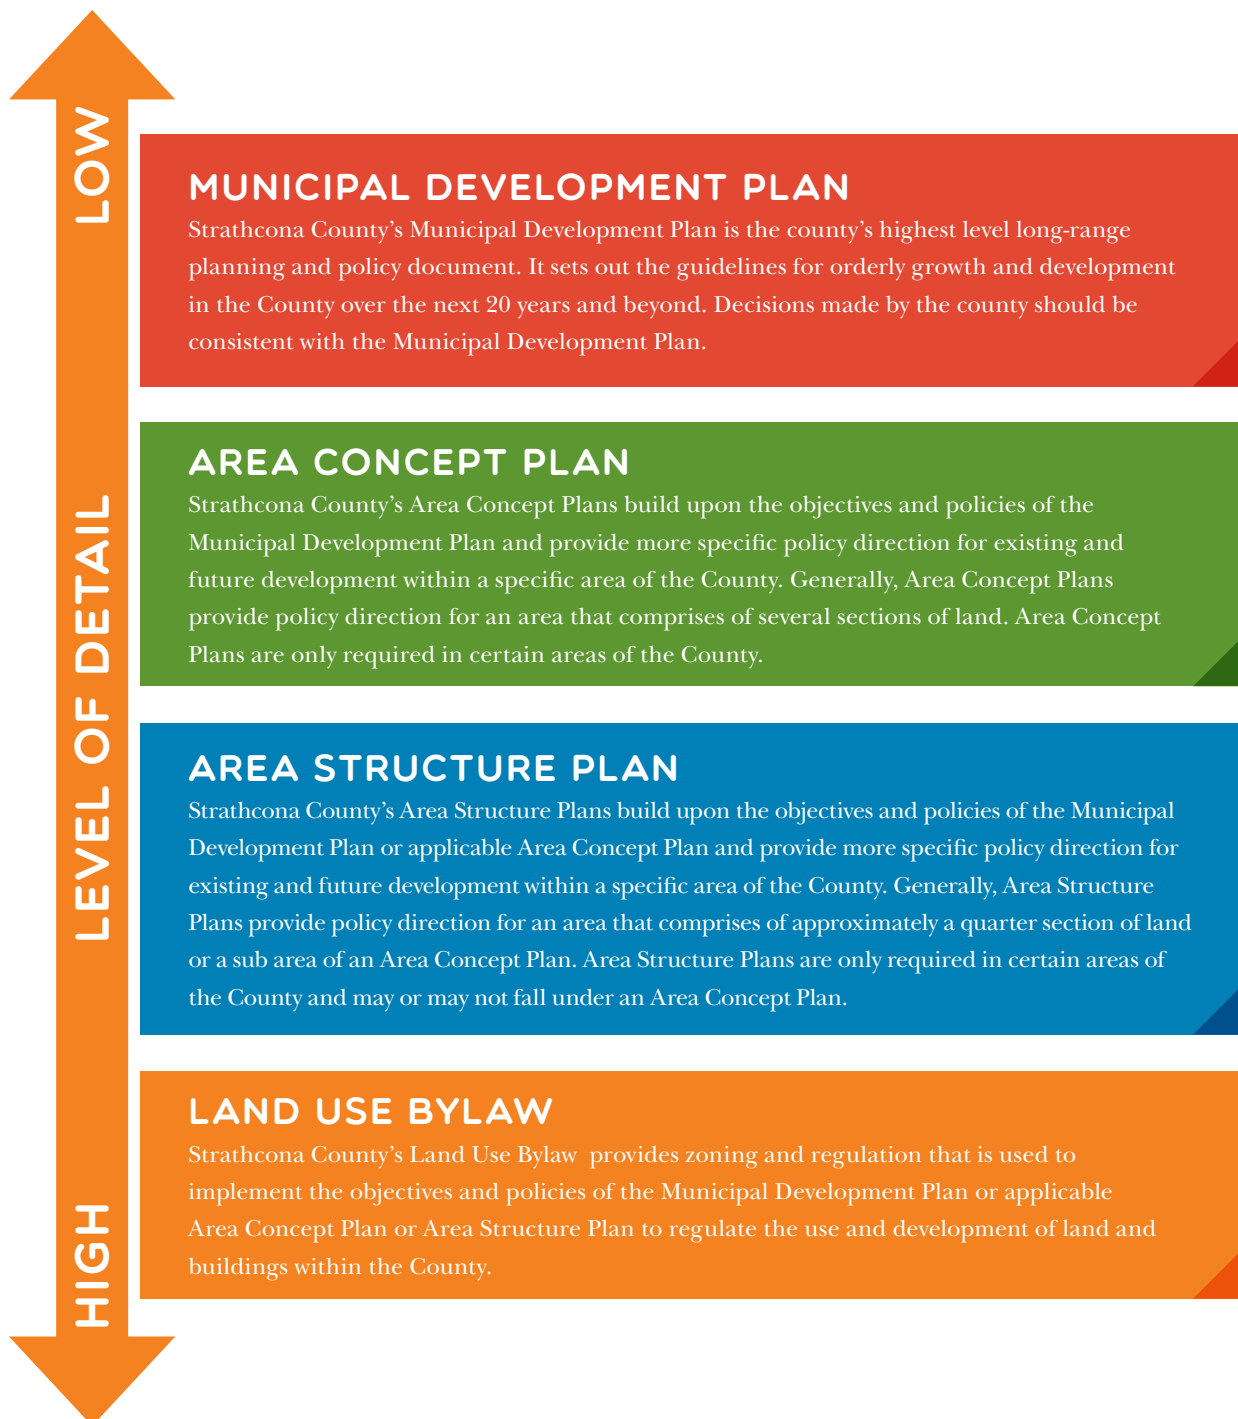 LOW
LEVEL OF DETAIL
HIGH
MUNICIPAL DEVELOPMENT PLAN
Strathcona County’s Municipal Development Plan is the county’s highest level long-range
planning and policy document. It sets out the guidelines for orderly growth and development
in the County over the next 20 years and beyond. Decisions made by the county should be
consistent with the Municipal Development Plan.
AREA CONCEPT PLAN
Strathcona County’s Area Concept Plans build upon the objectives and policies of the
Municipal Development Plan and provide more specific policy direction for existing and
future development within a specific area of the County. Generally, Area Concept Plans
provide policy direction for an area that comprises of several sections of land. Area Concept
Plans are only required in certain areas of the County.
AREA STRUCTURE PLAN
Strathcona County’s Area Structure Plans build upon the objectives and policies of the Municipal
Development Plan or applicable Area Concept Plan and provide more specific policy direction for
existing and future development within a specific area of the County. Generally, Area Structure
Plans provide policy direction for an area that comprises of approximately a quarter section of land
or a sub area of an Area Concept Plan. Area Structure Plans are only required in certain areas of
the County and may or may not fall under an Area Concept Plan.
LAND USE BYLAW
Strathcona County’s Land Use Bylaw provides zoning and regulation that is used to
implement the objectives and policies of the Municipal Development Plan or applicable
Area Concept Plan or Area Structure Plan to regulate the use and development of land and
buildings within the County.